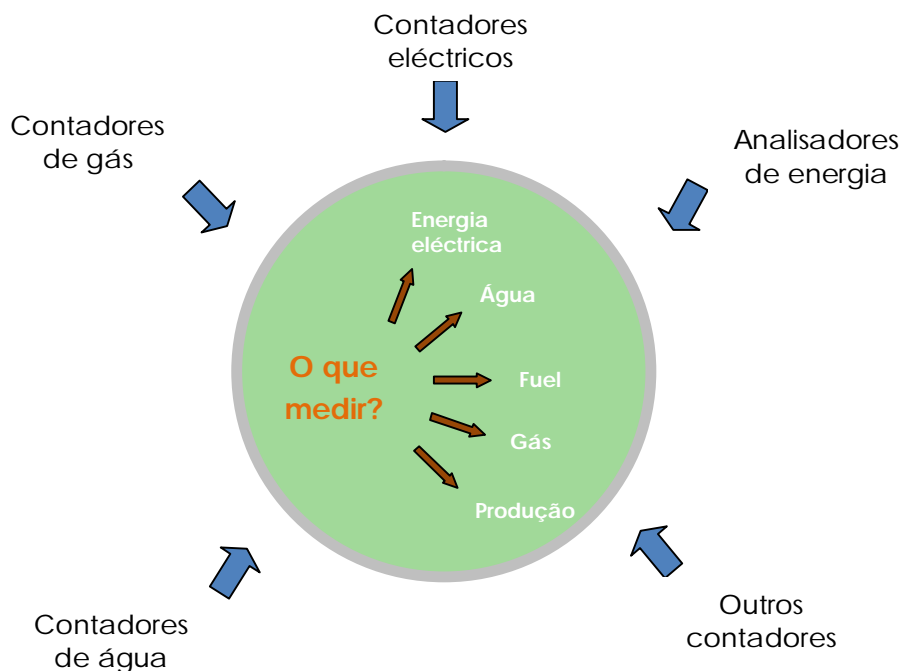 Contadores
eléctricos
Contadores
de gás
Analisadores
de energia
Energia
eléctrica
Água
O que
medir?
Fuel
Gás
Produção
Contadores
de água
Outros
contadores